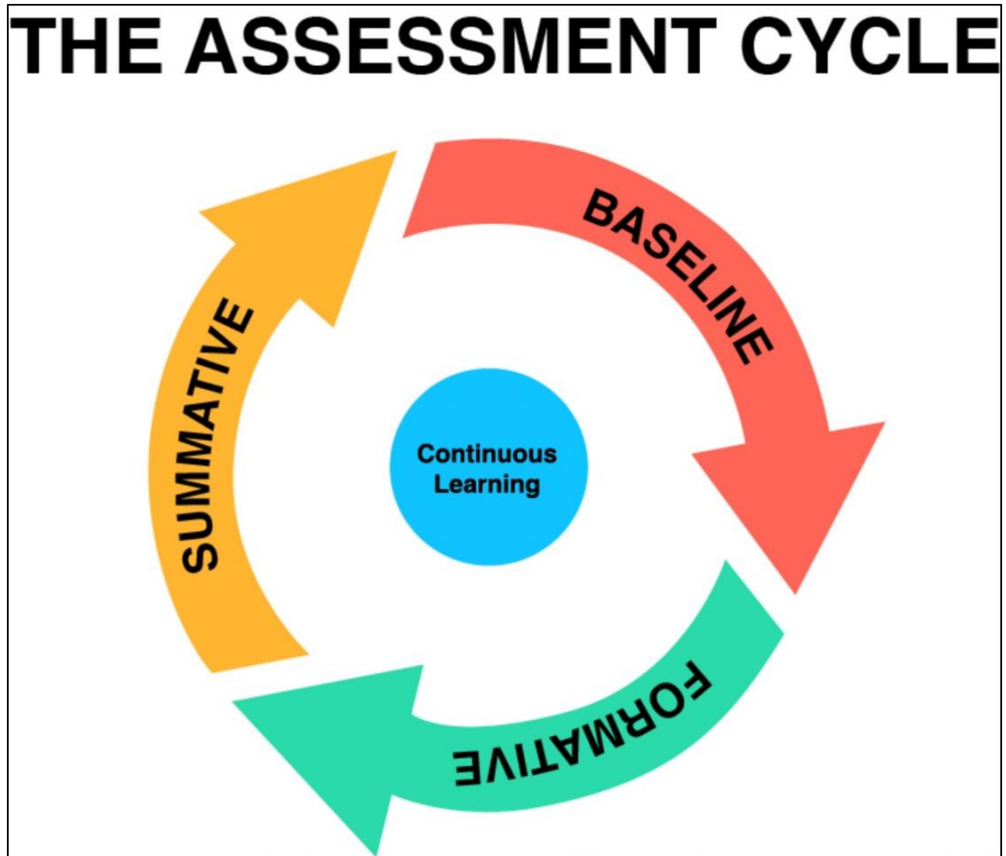 THE ASSESSMENT CYCLE
BASELINE
FORMATIVE
SUMMATIVE
Continuous
Learning